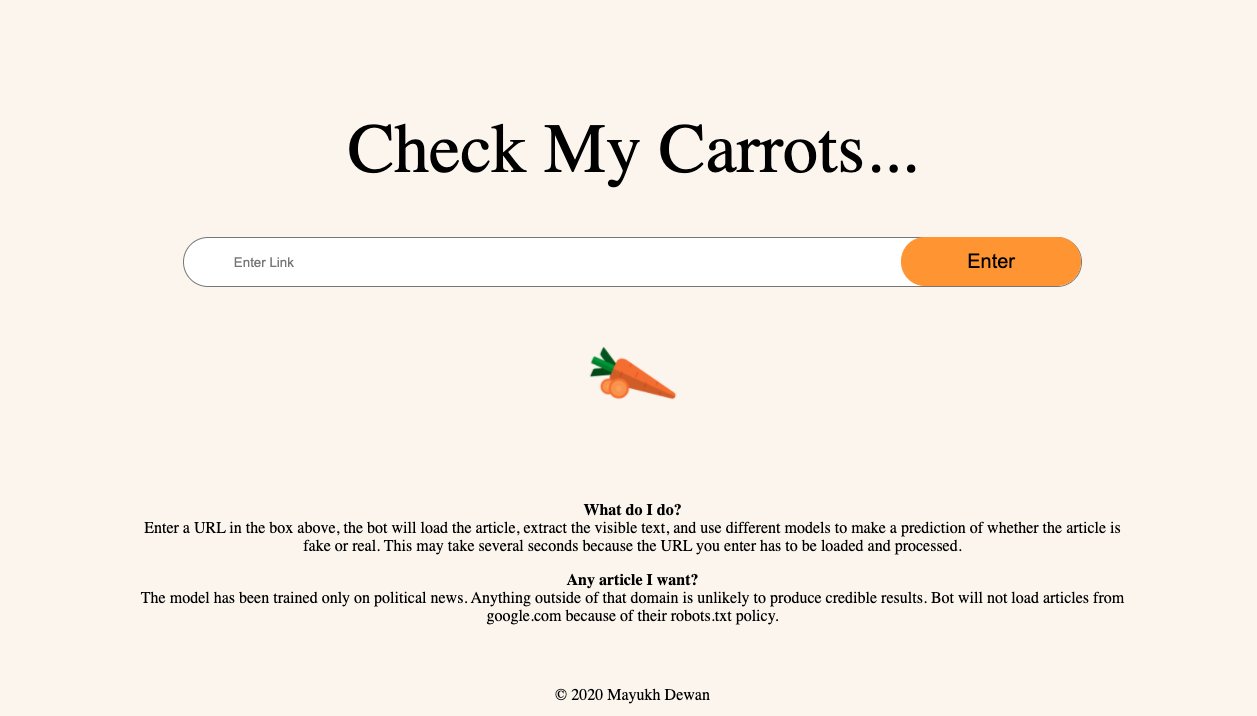 Check My Carrots...
Enter Link
Enter
What do I do?
Enter a URL in the box above, the bot will load the article, extract the visible text, and use different models to make a prediction of whether the article is
fake or real. This may take several seconds because the URL you enter has to be loaded and processed.
Any article I want?
The model has been trained only on political news. Anything outside of that domain is unlikely to produce credible results. Bot will not load articles from
google.com because of their robots.txt policy.
© 2020 Mayukh Dewan